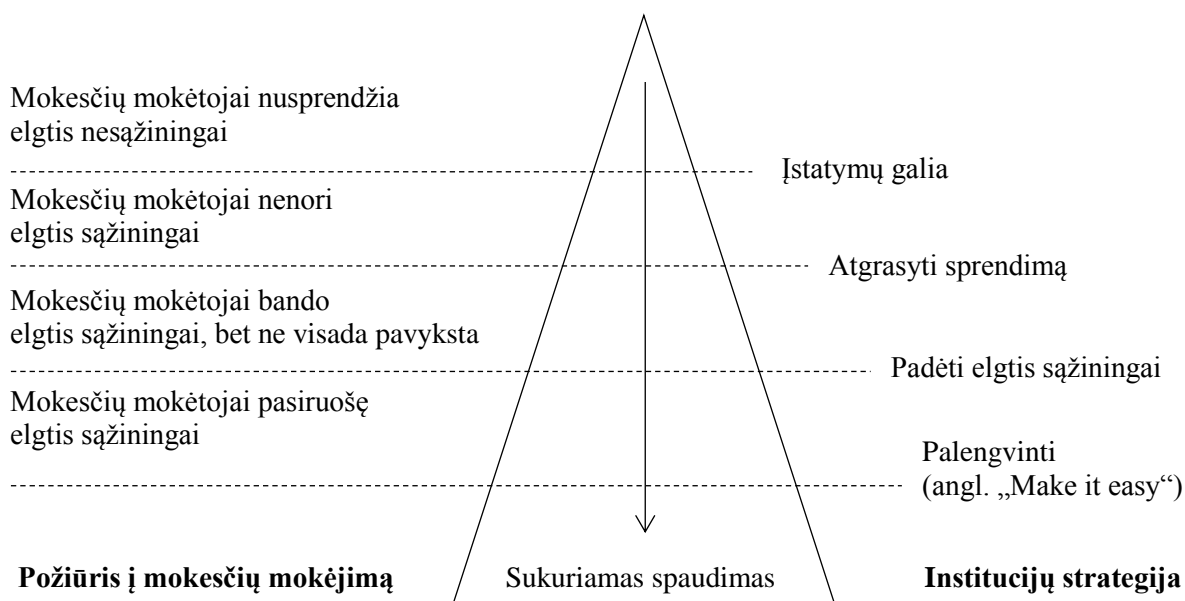 Mokesčių mokėtojai nusprendžia
elgtis nesąžiningai
Įstatymų galia
Mokesčių mokėtojai nenori
elgtis sąžiningai
Atgrasyti sprendimą
Mokesčių mokėtojai bando
elgtis sąžiningai, bet ne visada pavyksta
Padėti elgtis sąžiningai
Mokesčių mokėtojai pasiruošę
elgtis sąžiningai
Palengvinti
(angl. „Make it easy“)
Požiūris į mokesčių mokėjimą
Sukuriamas spaudimas
Institucijų strategija